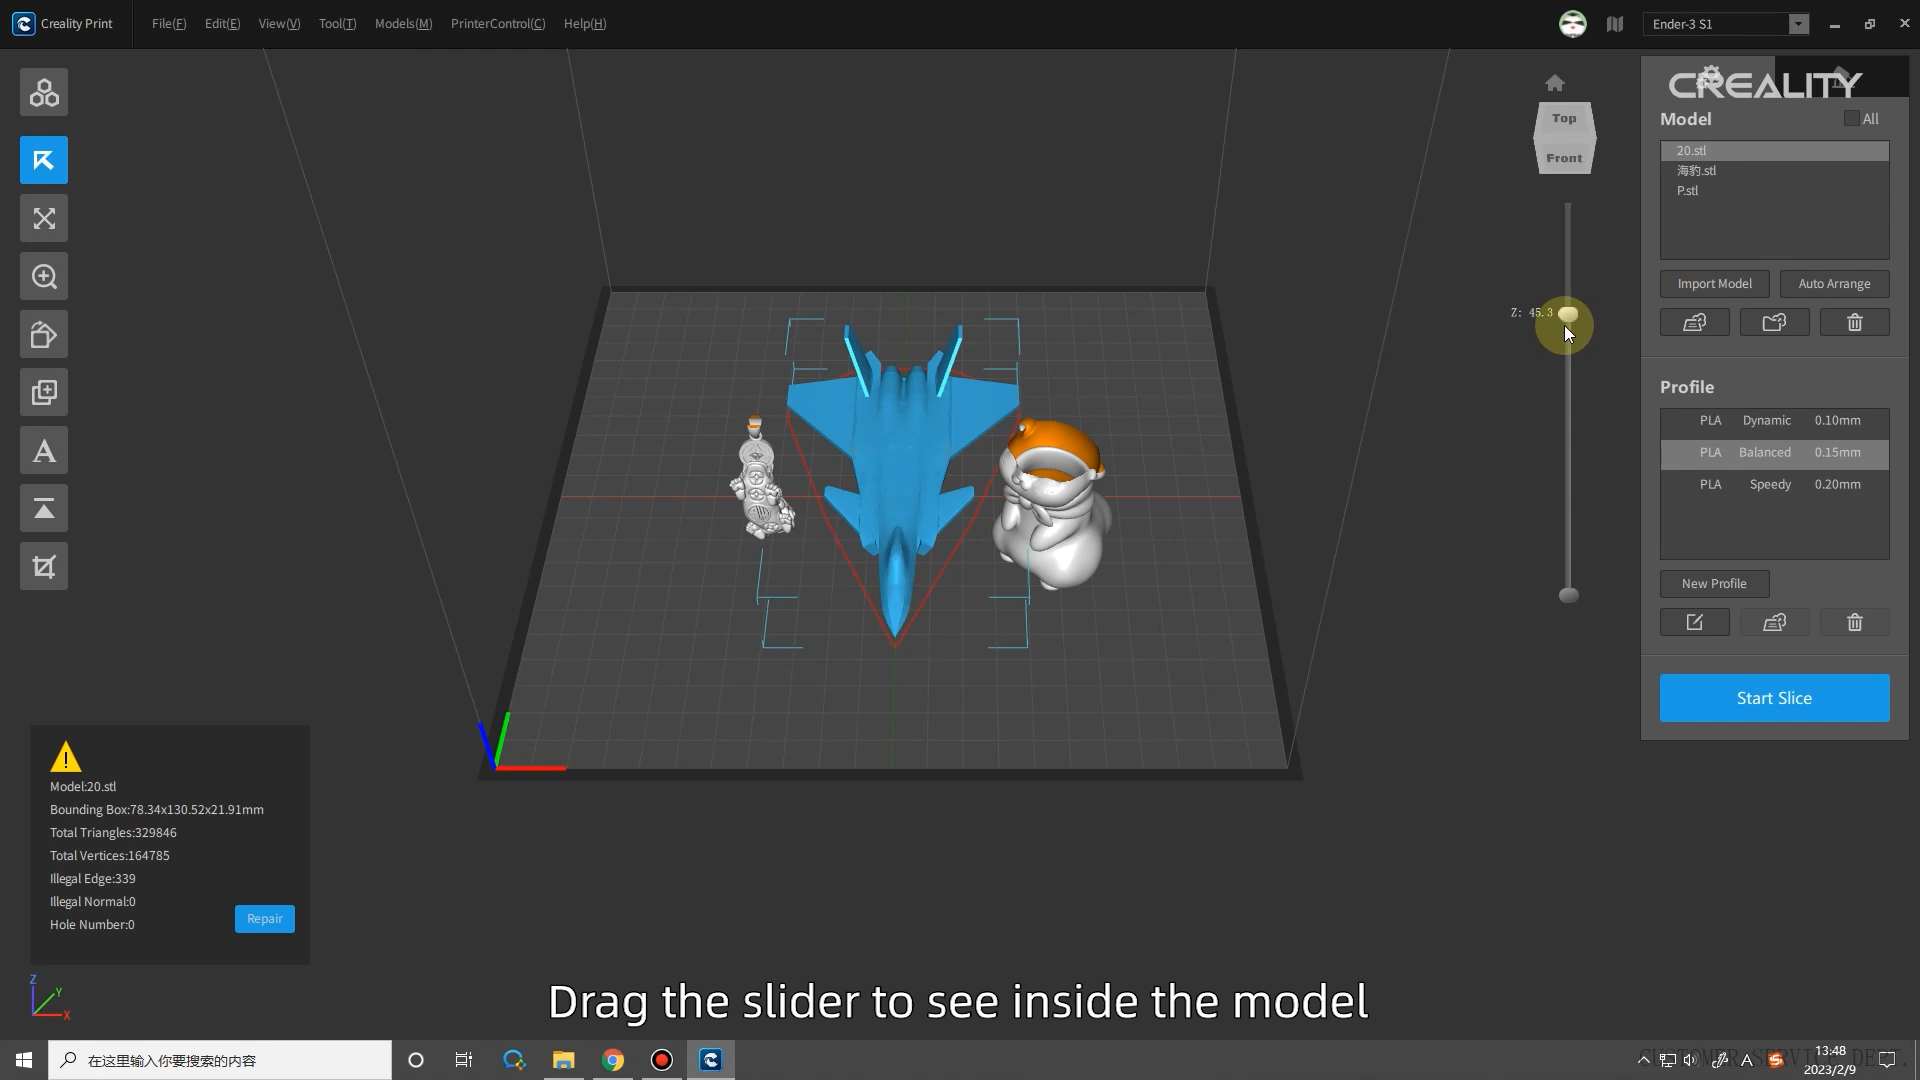 Creality Print
File(F) Edit(E) View(V) Tool(T) Models(M) PrinterControl(C) Help(H)
Ender-3 S1
CREALITY
Model
All
20.stl
海豹.stl
P.stl
Import Model
Auto Arrange
Top
Front
Z: 45.3
Profile
PLA Dynamic 0.10mm
PLA Balanced 0.15mm
PLA Speedy 0.20mm
New Profile
Start Slice
Model:20.stl
Bounding Box:78.34x130.52x21.91mm
Total Triangles:329846
Total Vertices:164785
Illegal Edge:339
Illegal Normal:0
Hole Number:0
Repair
Z
Y
X
Drag the slider to see inside the model
在这里输入你要搜索的内容
CUSTOMER SERVICE DEPT.
A
13:48
2023/2/9